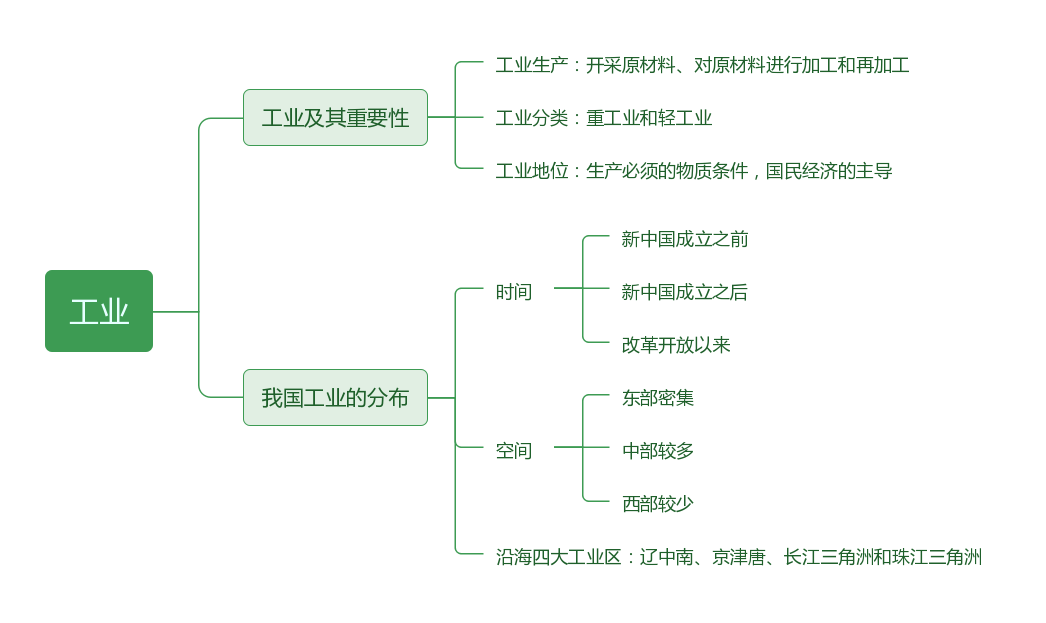 工业
工业及其重要性
工业生产：开采原材料、对原材料进行加工和再加工
工业分类：重工业和轻工业
工业地位：生产必须的物质条件，国民经济的主导
我国工业的分布
时间
新中国成立之前
新中国成立之后
改革开放以来
空间
东部密集
中部较多
西部较少
沿海四大工业区：辽中南、京津唐、长江三角洲和珠江三角洲